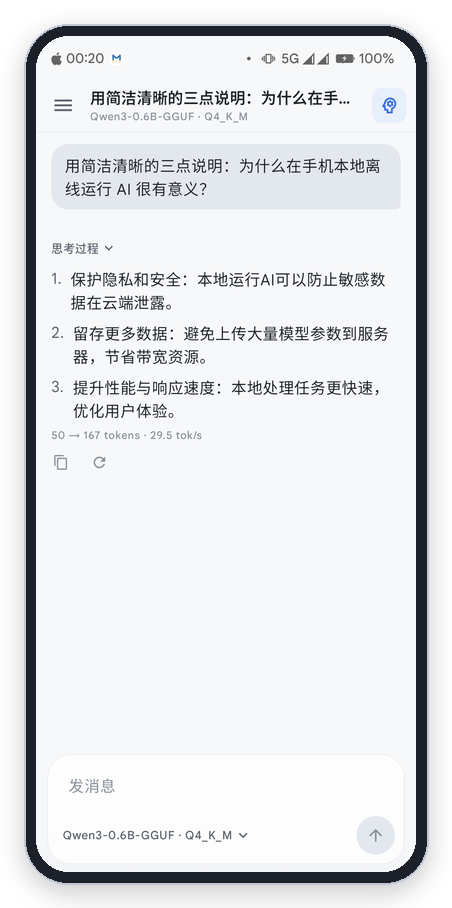 00:20 5G 100%
用简洁清晰的三点说明：为什么在手...
Qwen3-0.6B-GGUF · Q4_K_M
用简洁清晰的三点说明：为什么在手机本地离
线运行 AI 很有意义？
思考过程
1. 保护隐私和安全：本地运行AI可以防止敏感数
据在云端泄露。
2. 留存更多数据：避免上传大量模型参数到服务
器，节省带宽资源。
3. 提升性能与响应速度：本地处理任务更快速，
优化用户体验。
50 → 167 tokens · 29.5 tok/s
发消息
Qwen3-0.6B-GGUF · Q4_K_M